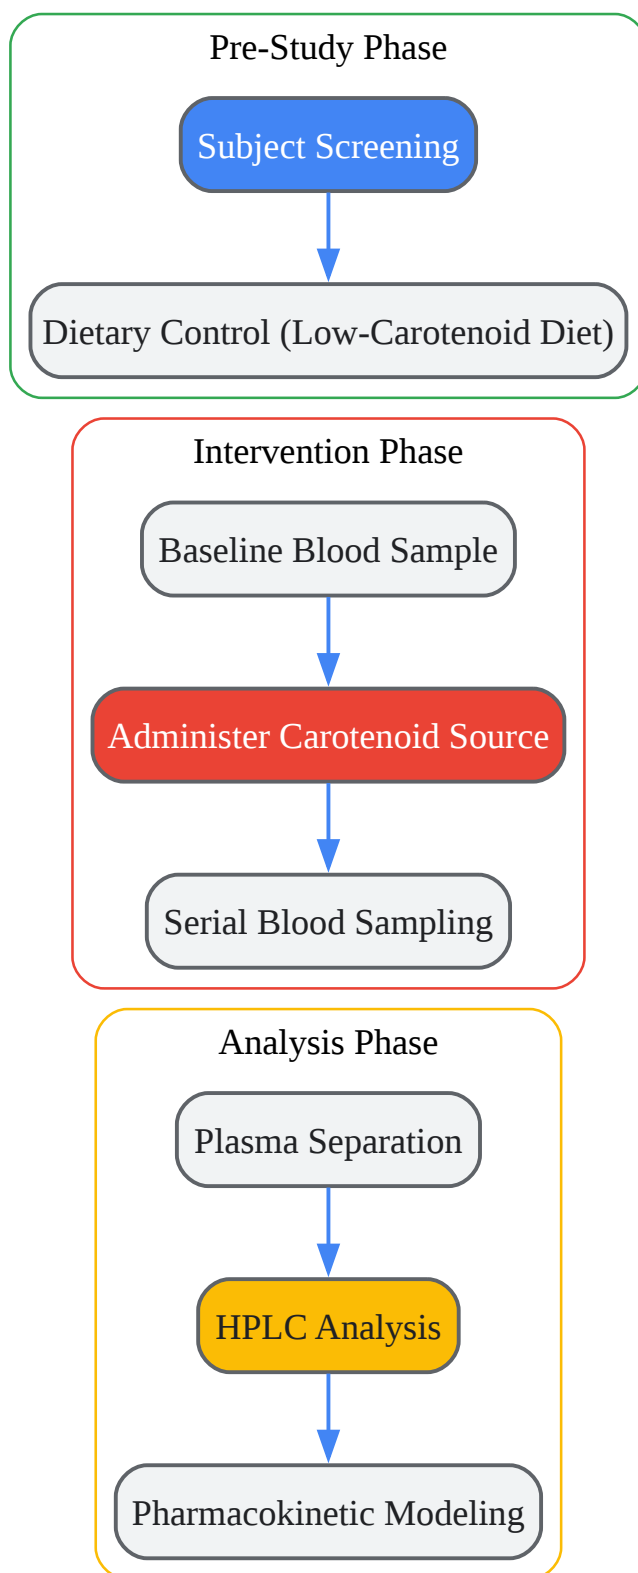 Pre-Study Phase
Subject Screening
Dietary Control (Low-Carotenoid Diet)
Intervention Phase
Baseline Blood Sample
Administer Carotenoid Source
Serial Blood Sampling
Analysis Phase
Plasma Separation
HPLC Analysis
Pharmacokinetic Modeling